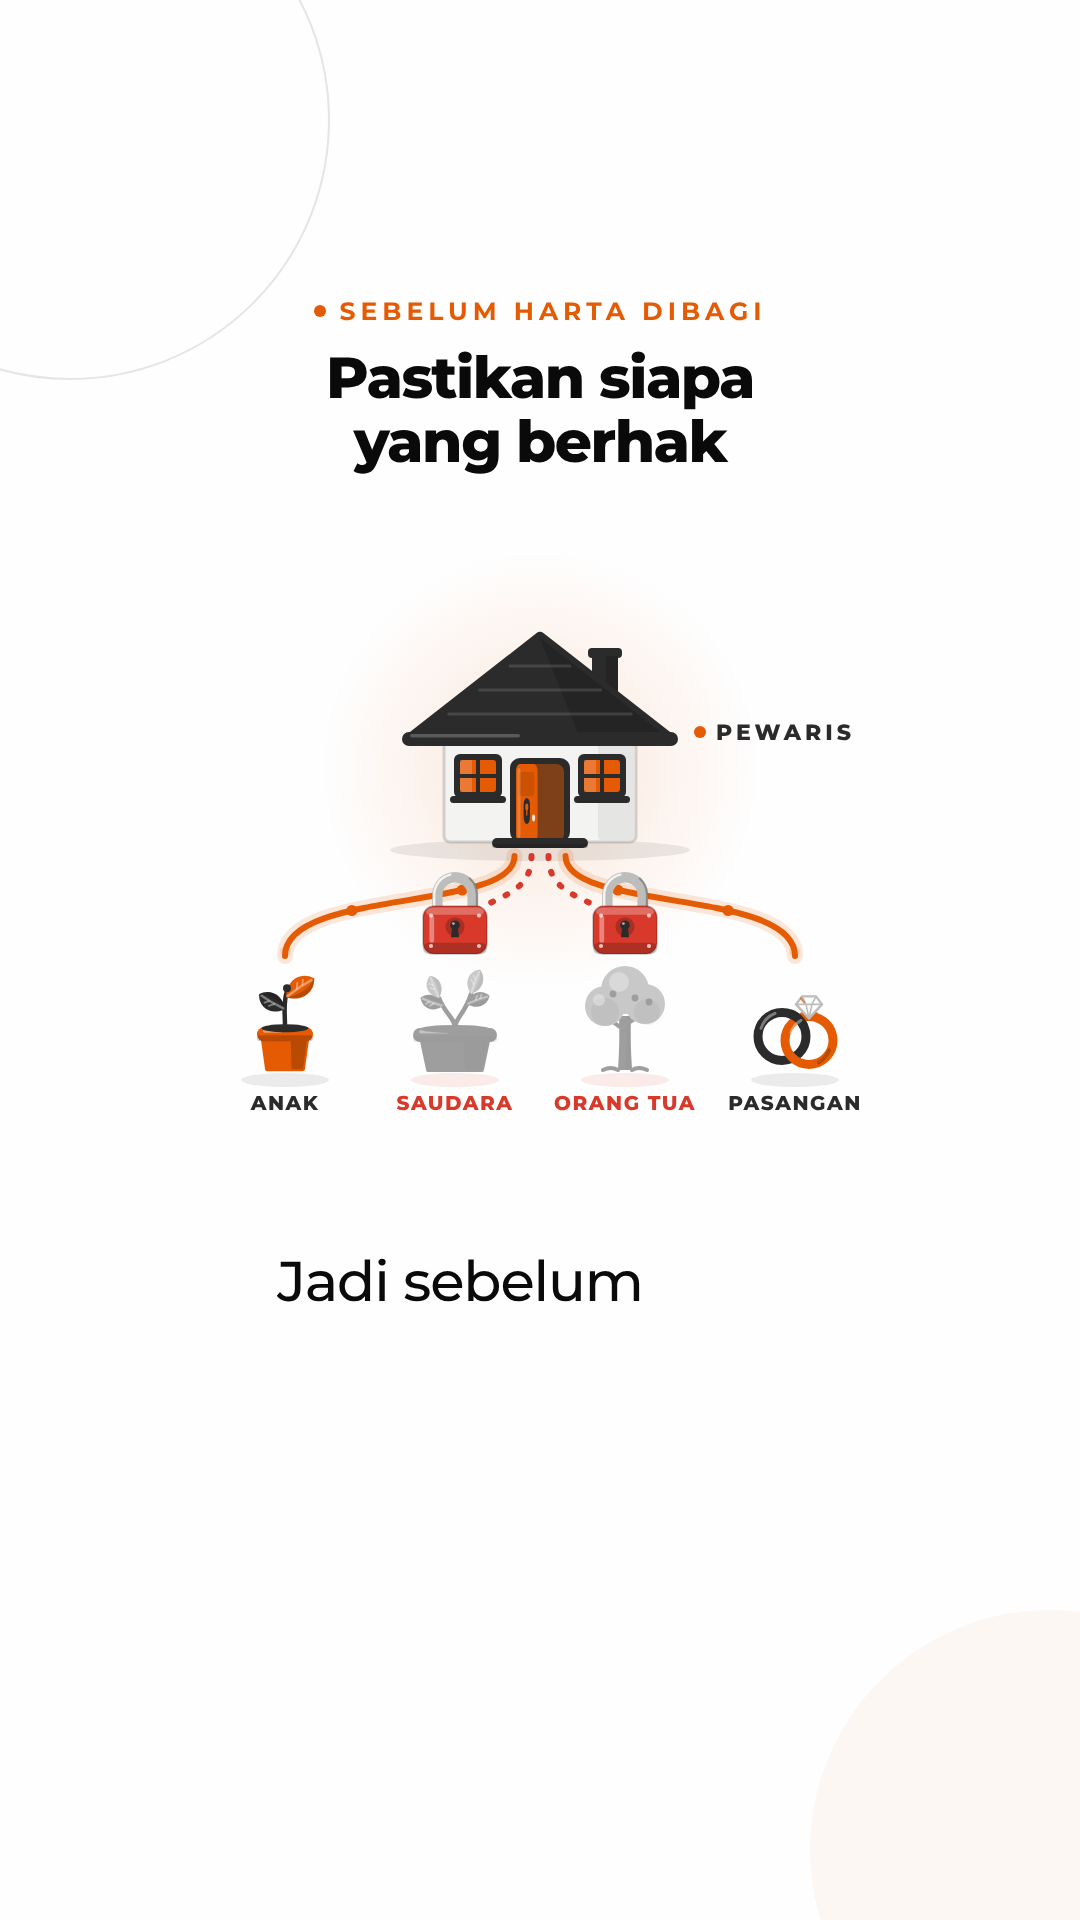 SEBELUM HARTA DIBAGI
Pastikan siapa
yang berhak
PEWARIS
ANAK
SAUDARA
ORANG TUA
PASANGAN
Jadi sebelum